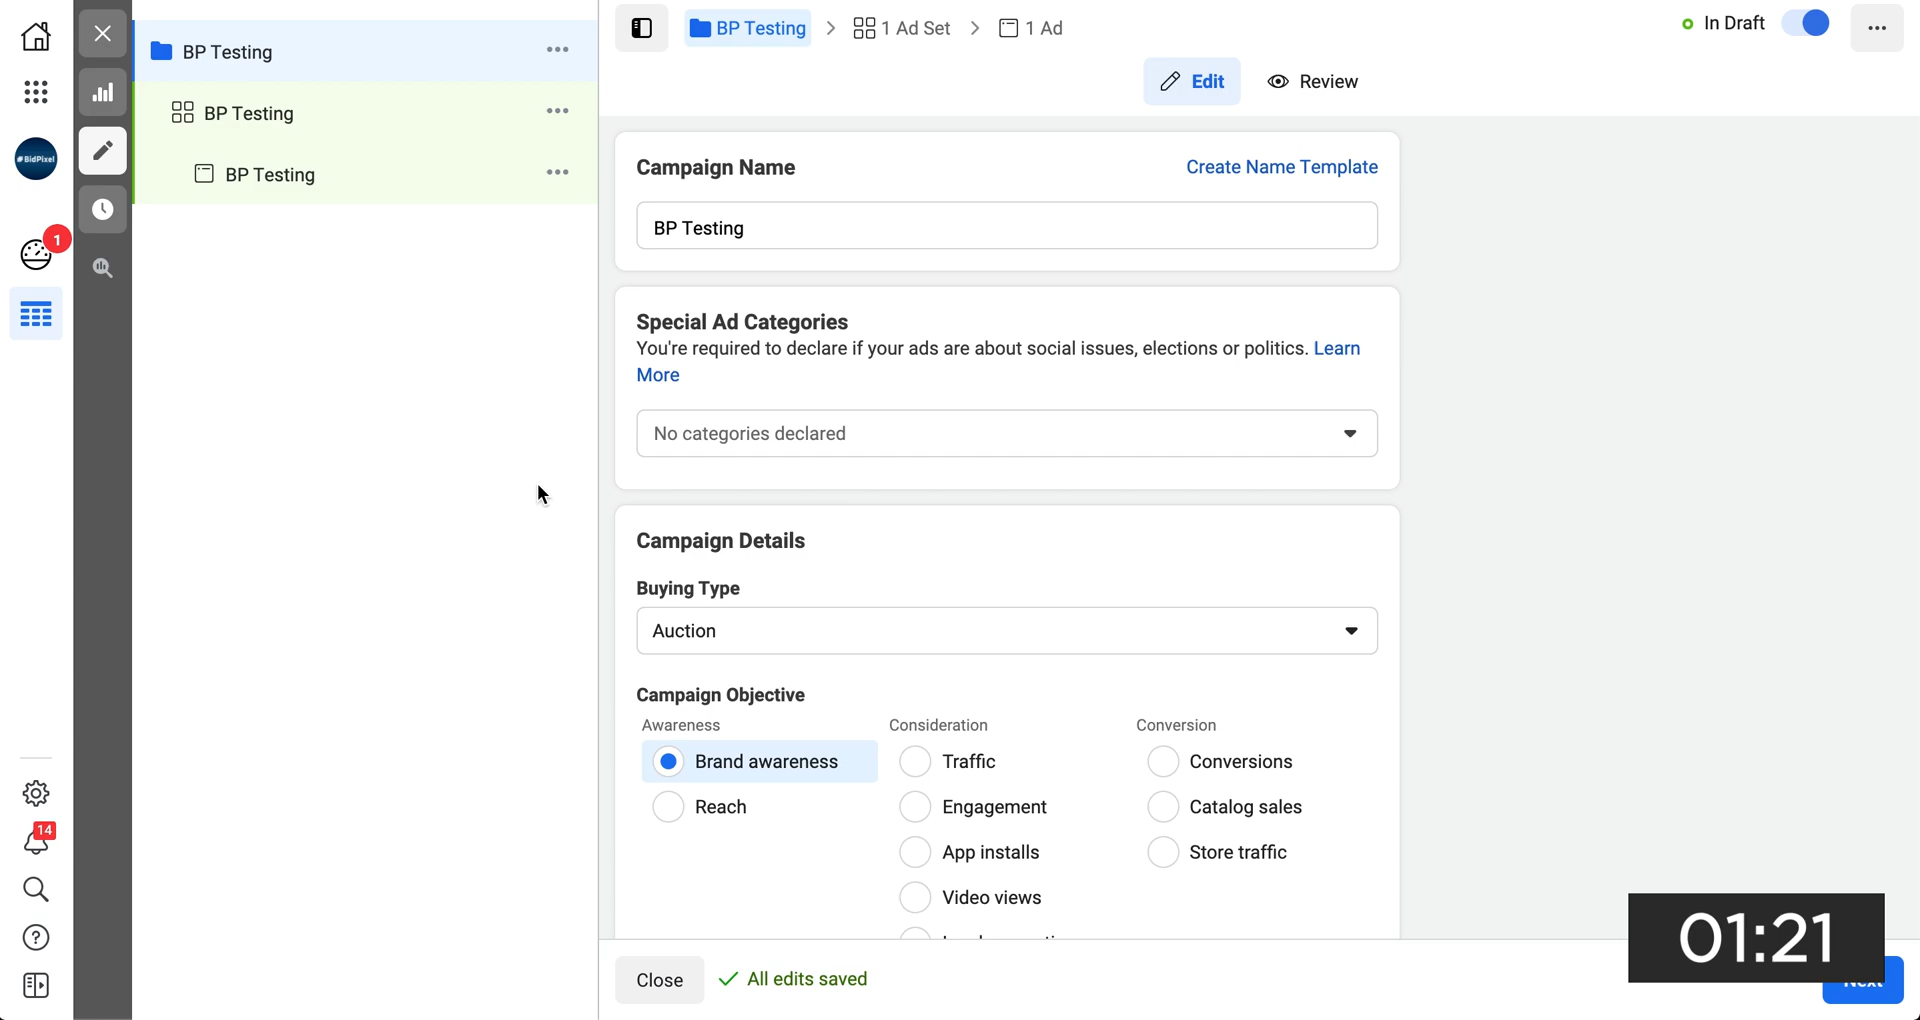 BP Testing
1 Ad Set
1 Ad
In Draft
Edit
Review
#BidPixel
1
14
BP Testing
BP Testing
BP Testing
Campaign Name
Create Name Template
BP Testing
Special Ad Categories
You're required to declare if your ads are about social issues, elections or politics. Learn
More
No categories declared
Campaign Details
Buying Type
Auction
Campaign Objective
Awareness
Consideration
Conversion
Brand awareness
Traffic
Conversions
Reach
Engagement
Catalog sales
App installs
Store traffic
Video views
Close
All edits saved
01:21
Next